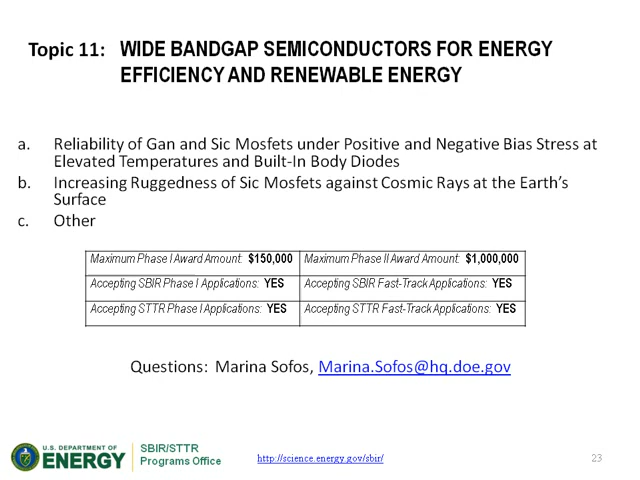 Topic 11: WIDE BANDGAP SEMICONDUCTORS FOR ENERGY
EFFICIENCY AND RENEWABLE ENERGY
a. Reliability of Gan and Sic Mosfets under Positive and Negative Bias Stress at
Elevated Temperatures and Built-In Body Diodes
b. Increasing Ruggedness of Sic Mosfets against Cosmic Rays at the Earth's
Surface
c. Other
Maximum Phase I Award Amount: $150,000 Maximum Phase II Award Amount: $1,000,000
Accepting SBIR Phase I Applications: YES Accepting SBIR Fast-Track Applications: YES
Accepting STTR Phase I Applications: YES Accepting STTR Fast-Track Applications: YES
Questions: Marina Sofos, Marina.Sofos@hq.doe.gov
U.S. DEPARTMENT OF
ENERGY
SBIR/STTR
Programs Office
http://science.energy.gov/sbir/
23